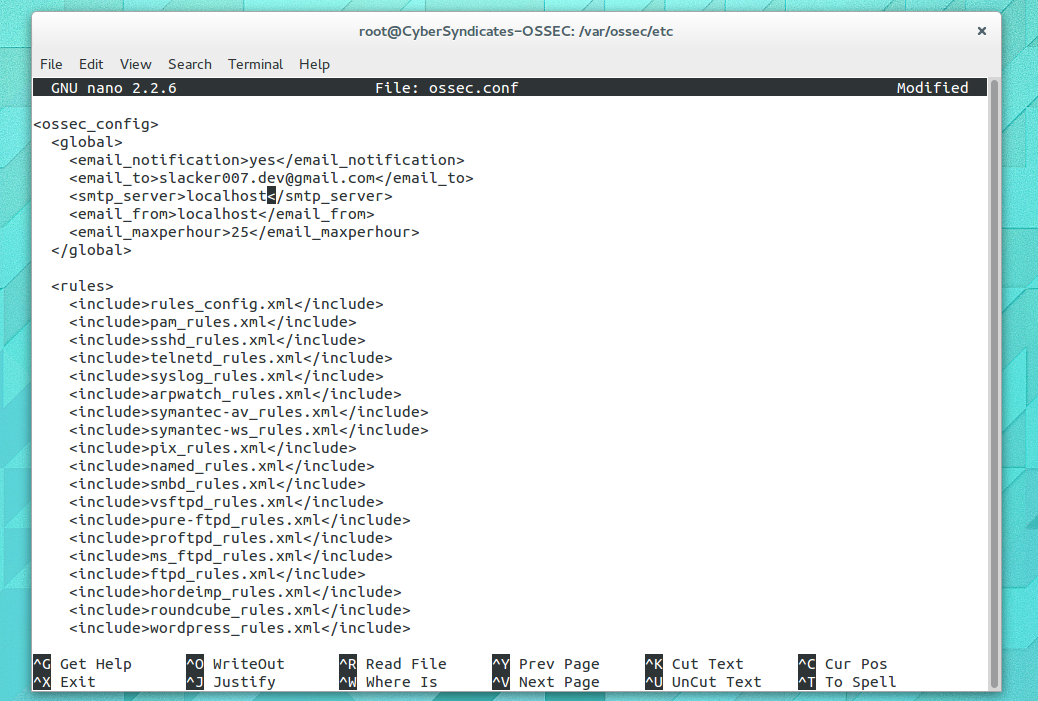 root@CyberSyndicates-OSSEC: /var/ossec/etc ×
File Edit View Search Terminal Help
GNU nano 2.2.6 File: ossec.conf Modified
<ossec_config>
  <global>
    <email_notification>yes</email_notification>
    <email_to>slacker007.dev@gmail.com</email_to>
    <smtp_server>localhost</smtp_server>
    <email_from>localhost</email_from>
    <email_maxperhour>25</email_maxperhour>
  </global>
  <rules>
    <include>rules_config.xml</include>
    <include>pam_rules.xml</include>
    <include>sshd_rules.xml</include>
    <include>telnetd_rules.xml</include>
    <include>syslog_rules.xml</include>
    <include>arpwatch_rules.xml</include>
    <include>symantec-av_rules.xml</include>
    <include>symantec-ws_rules.xml</include>
    <include>pix_rules.xml</include>
    <include>named_rules.xml</include>
    <include>smbd_rules.xml</include>
    <include>vsftpd_rules.xml</include>
    <include>pure-ftpd_rules.xml</include>
    <include>proftpd_rules.xml</include>
    <include>ms_ftpd_rules.xml</include>
    <include>ftpd_rules.xml</include>
    <include>hordeimp_rules.xml</include>
    <include>roundcube_rules.xml</include>
    <include>wordpress_rules.xml</include>
^G Get Help ^O WriteOut ^R Read File ^Y Prev Page ^K Cut Text ^C Cur Pos
^X Exit ^J Justify ^W Where Is ^V Next Page ^U UnCut Text ^T To Spell